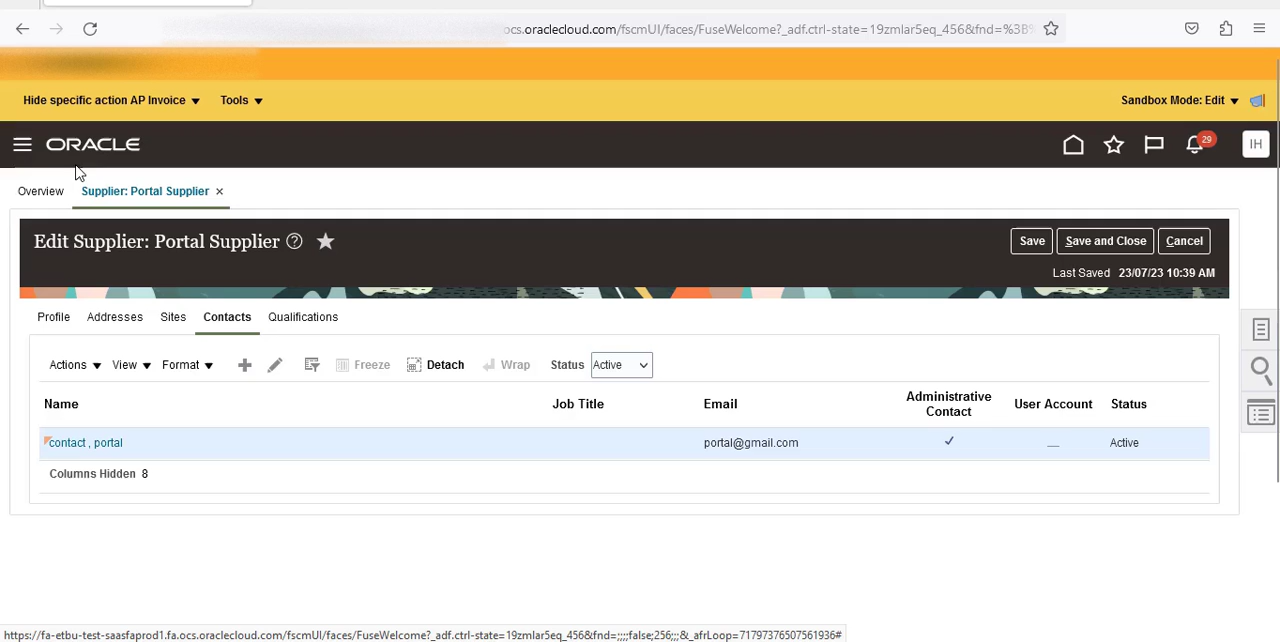 ocs.oraclecloud.com/fscmUI/faces/FuseWelcome?_adf.ctrl-state=19zmlar5eq_456&fnd=%3B%
Hide specific action AP Invoice Tools Sandbox Mode: Edit
ORACLE 29 IH
Overview Supplier: Portal Supplier ×
Edit Supplier: Portal Supplier ? Save Save and Close Cancel
Last Saved 23/07/23 10:39 AM
Profile Addresses Sites Contacts Qualifications
Actions View Format Freeze Detach Wrap Status Active
Name Job Title Email Administrative Contact User Account Status
contact , portal portal@gmail.com ✓ — Active
Columns Hidden 8
https://fa-etbu-test-saasfaprod1.fa.ocs.oraclecloud.com/fscmUI/faces/FuseWelcome?_adf.ctrl-state=19zmlar5eq_456&fnd=;;;;false;256;;;&_afrLoop=71797376507561936#